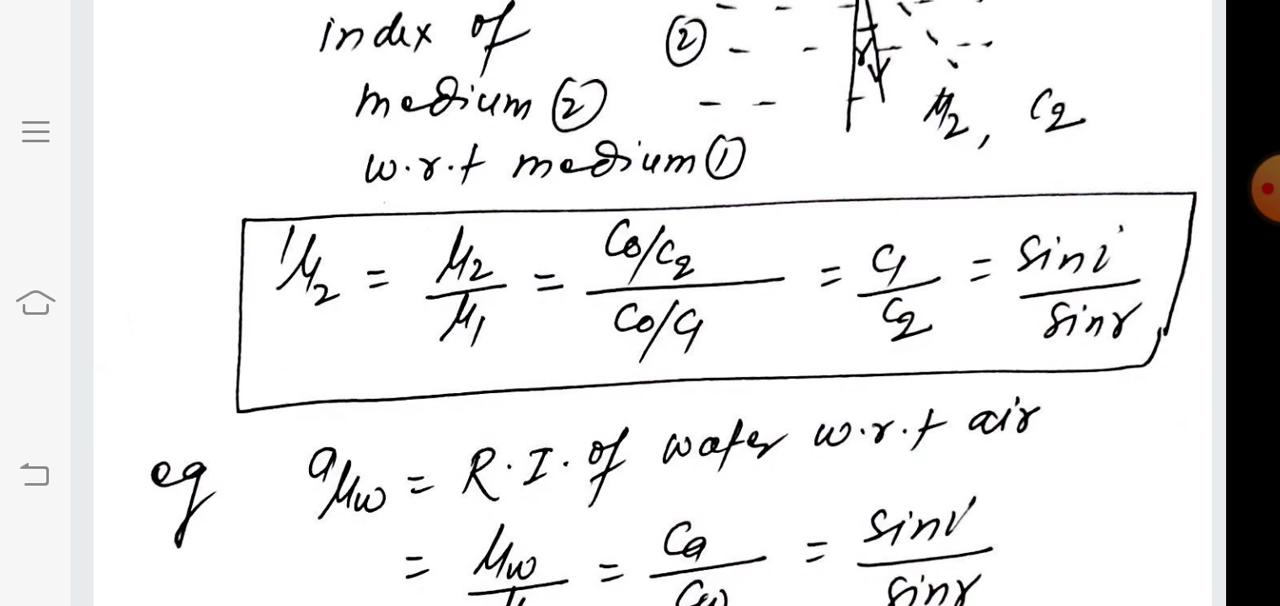 index of ②
medium ② μ₂, C₂
w.r.t medium ①
¹μ₂ = μ₂/μ₁ = (C₀/C₂)/(C₀/C₁) = C₁/C₂ = sin i/sin r
eg ᵃμw = R.I. of water w.r.t air
= μw/ = Ca/Cw = sin i/sin r